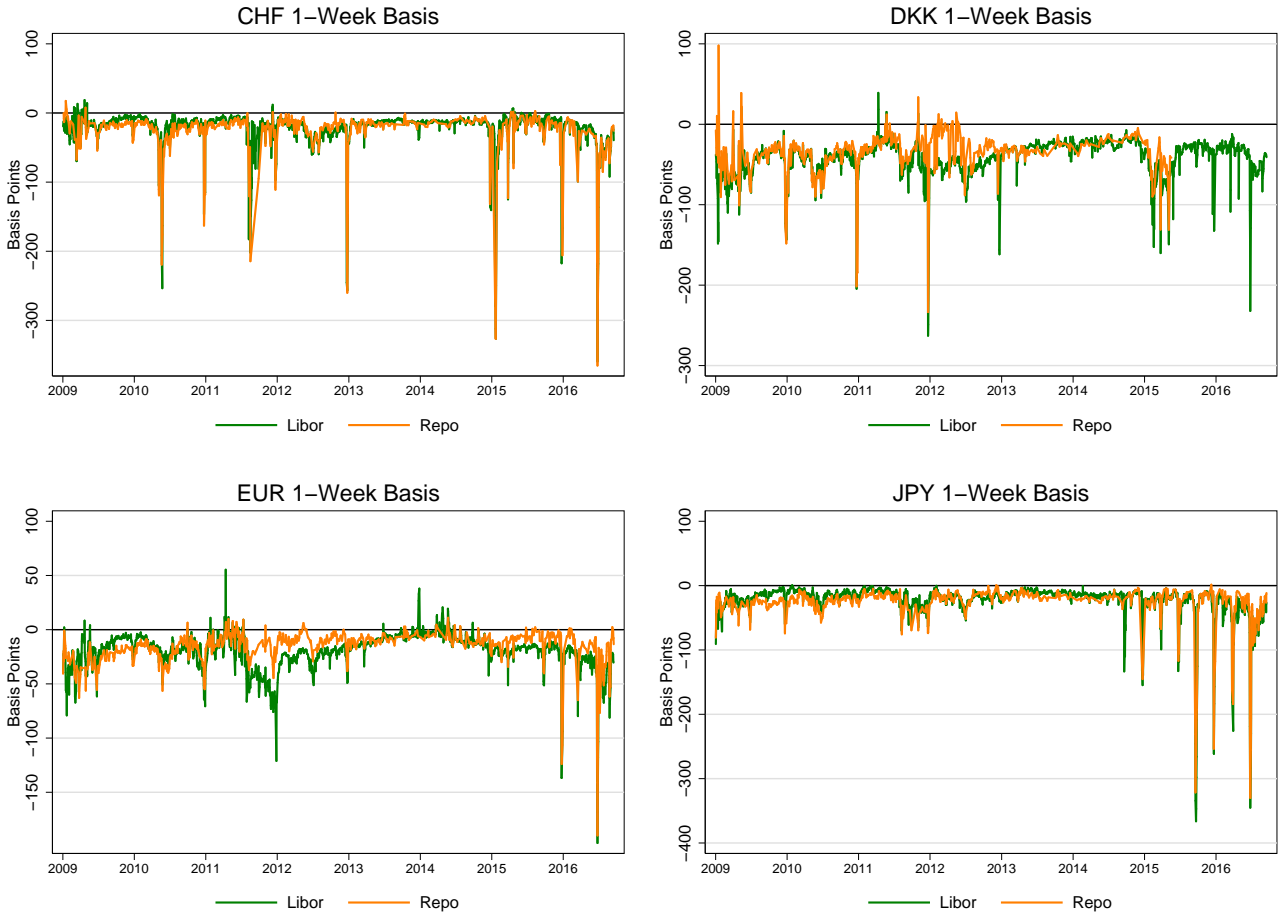 CHF 1−Week Basis
Basis Points
100
0
−100
−200
−300
2009 2010 2011 2012 2013 2014 2015 2016
Libor Repo
DKK 1−Week Basis
Basis Points
100
0
−100
−200
−300
2009 2010 2011 2012 2013 2014 2015 2016
Libor Repo
EUR 1−Week Basis
Basis Points
100
50
0
−50
−100
−150
2009 2010 2011 2012 2013 2014 2015 2016
Libor Repo
JPY 1−Week Basis
Basis Points
100
0
−100
−200
−300
−400
2009 2010 2011 2012 2013 2014 2015 2016
Libor Repo